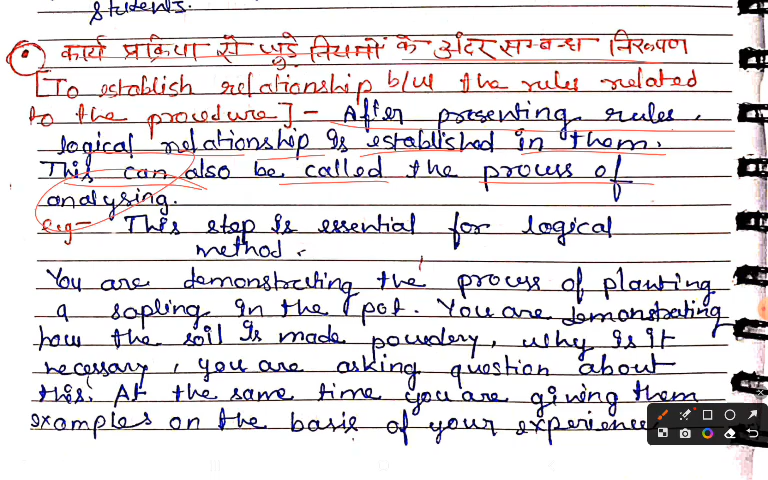 students.
कार्य प्रक्रिया से जुड़े नियमों के अंदर सम्बन्ध निरूपण
[To establish relationship b/w the rules related
to the procedure] - After presenting rules,
logical relationship is established in them.
This can also be called the process of
analysing.
eg- This step is essential for logical
method.
You are demonstrating the process of planting
a sapling in the pot. You are demonstrating
how the soil is made powdery, why is it
necessary, you are asking question about
this. At the same time you are giving them
examples on the basis of your experience